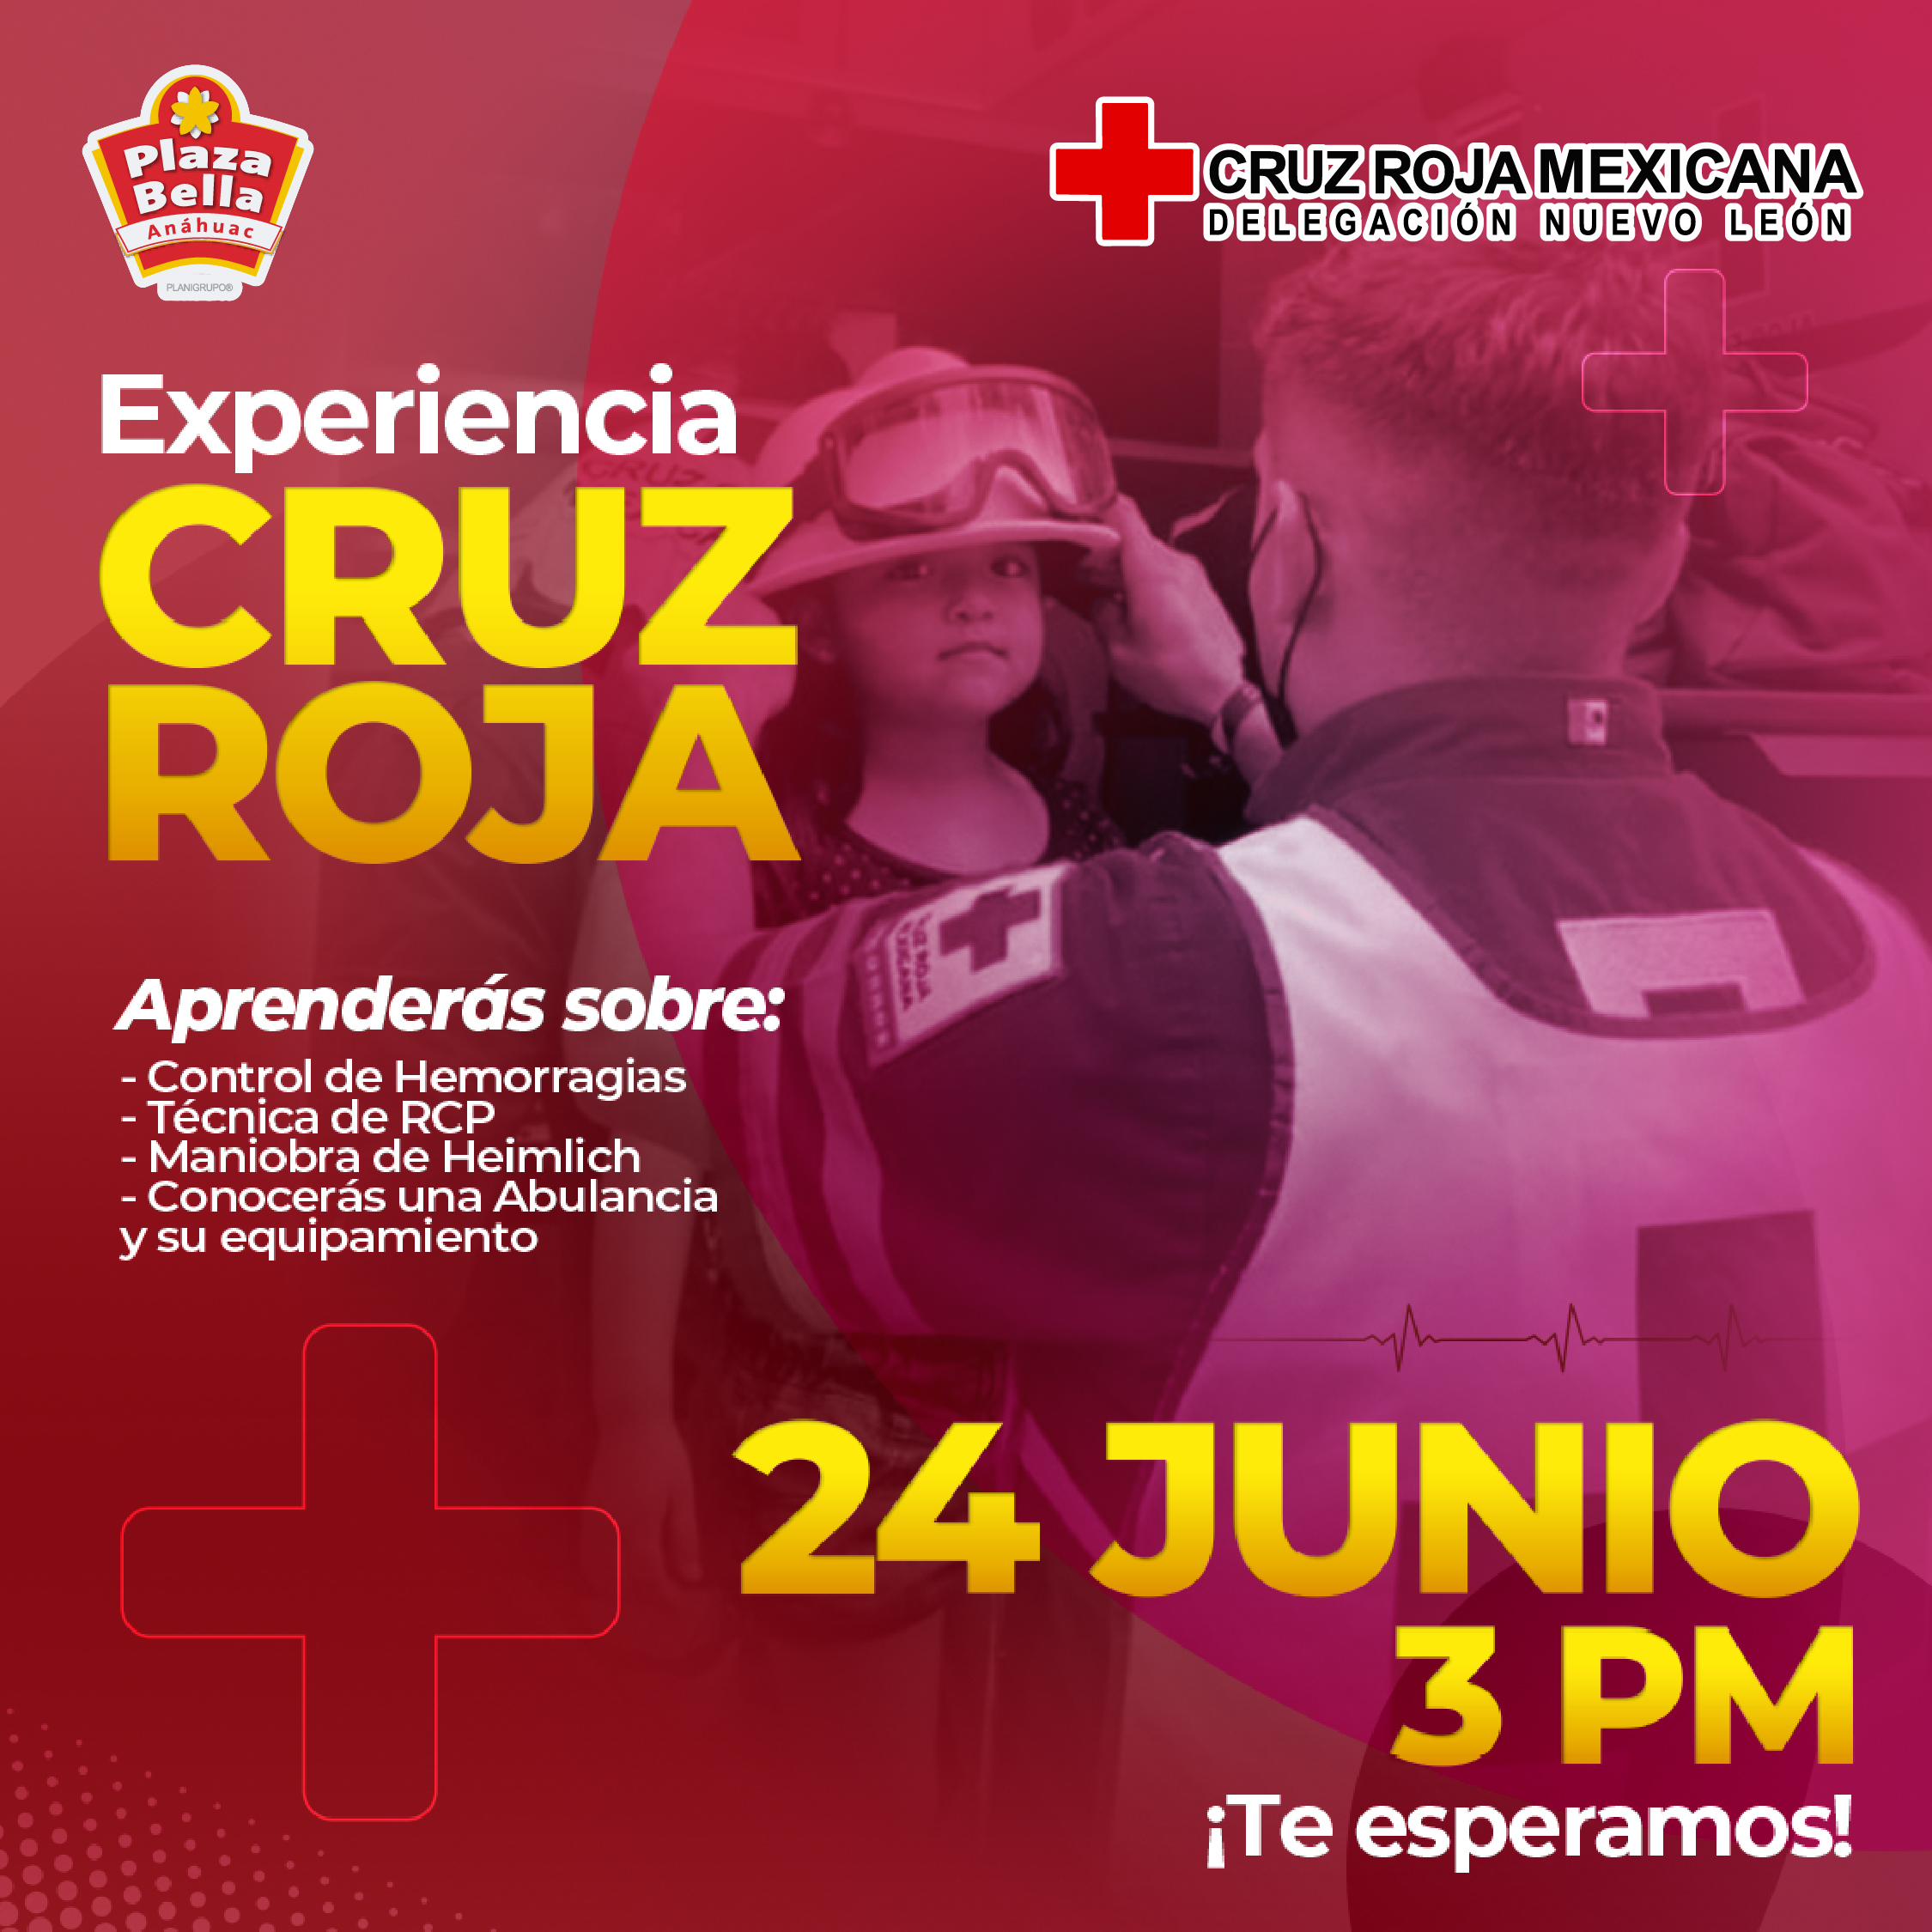 Plaza
Bella
Anáhuac
PLANIGRUPO®
CRUZ ROJA MEXICANA
DELEGACIÓN NUEVO LEÓN
Experiencia
CRUZ
ROJA
Aprenderás sobre:
- Control de Hemorragias
- Técnica de RCP
- Maniobra de Heimlich
- Conocerás una Abulancia
y su equipamiento
24 JUNIO
3 PM
¡Te esperamos!